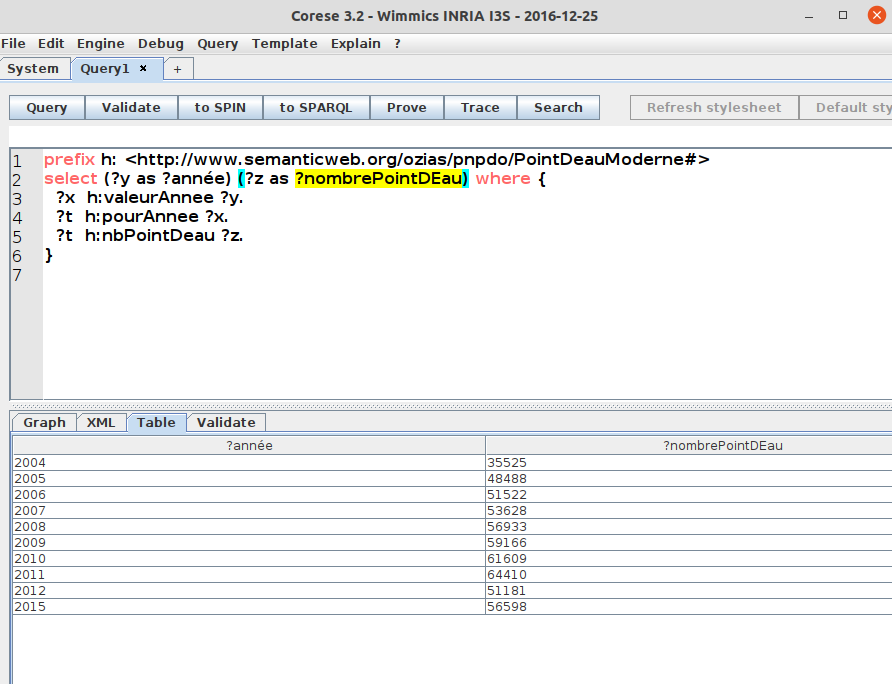 Corese 3.2 - Wimmics INRIA I3S - 2016-12-25
File Edit Engine Debug Query Template Explain ?
System Query1 × +
Query Validate to SPIN to SPARQL Prove Trace Search Refresh stylesheet Default sty
1 prefix h: <http://www.semanticweb.org/ozias/pnpdo/PointDeauModerne#>
2 select (?y as ?année) (?z as ?nombrePointDEau) where {
3 ?x h:valeurAnnee ?y.
4 ?t h:pourAnnee ?x.
5 ?t h:nbPointDeau ?z.
6 }
7
Graph XML Table Validate
?année ?nombrePointDEau
2004 35525
2005 48488
2006 51522
2007 53628
2008 56933
2009 59166
2010 61609
2011 64410
2012 51181
2015 56598